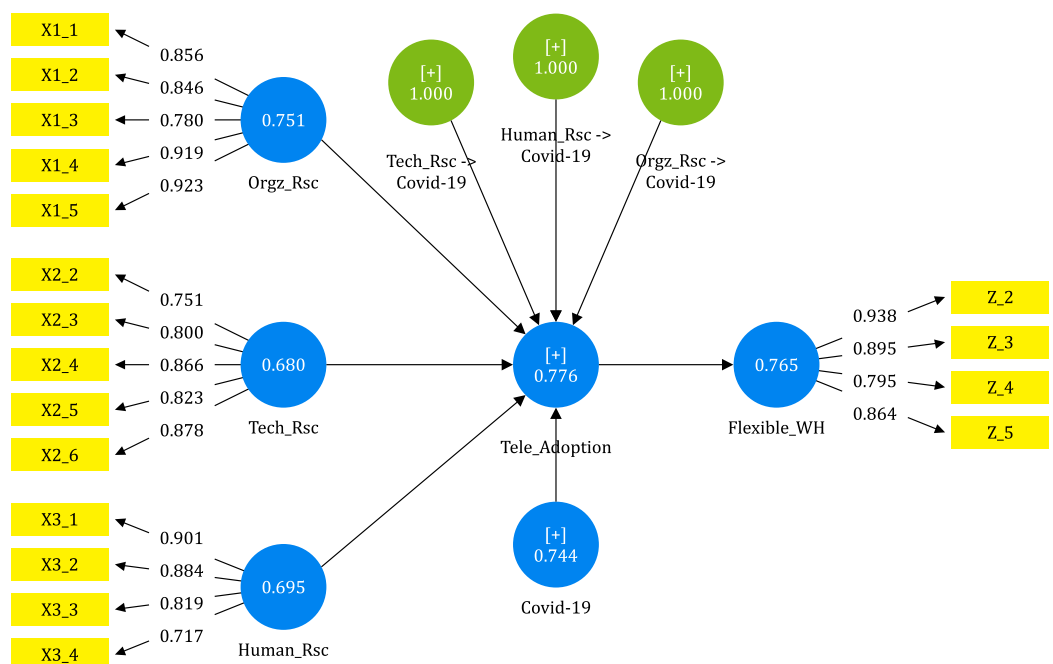 X1_1
X1_2
X1_3
X1_4
X1_5
0.856
0.846
0.780
0.919
0.923
0.751
Orgz_Rsc
[+]
1.000
Tech_Rsc ->
Covid-19
[+]
1.000
Human_Rsc ->
Covid-19
[+]
1.000
Orgz_Rsc ->
Covid-19
X2_2
X2_3
X2_4
X2_5
X2_6
0.751
0.800
0.866
0.823
0.878
0.680
Tech_Rsc
[+]
0.776
Tele_Adoption
0.765
Flexible_WH
0.938
0.895
0.795
0.864
Z_2
Z_3
Z_4
Z_5
X3_1
X3_2
X3_3
X3_4
0.901
0.884
0.819
0.717
0.695
Human_Rsc
[+]
0.744
Covid-19